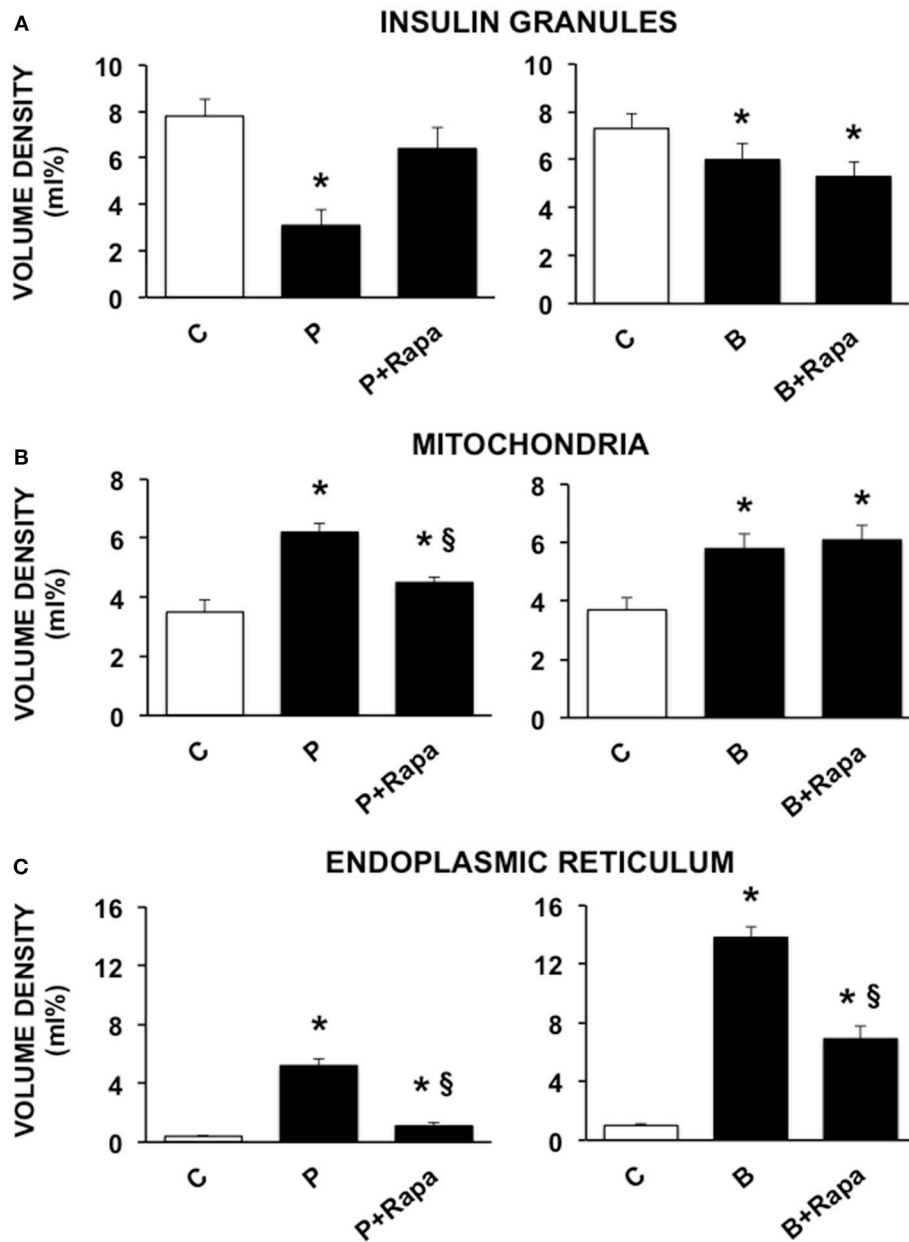 A
INSULIN GRANULES
VOLUME DENSITY
(ml%)
10
8
6
4
2
0
*
C
P
P+Rapa
10
8
6
4
2
0
*
*
C
B
B+Rapa
B
MITOCHONDRIA
VOLUME DENSITY
(ml%)
8
6
4
2
0
*
* §
C
P
P+Rapa
8
6
4
2
0
*
*
C
B
B+Rapa
C
ENDOPLASMIC RETICULUM
VOLUME DENSITY
(ml%)
16
12
8
4
0
*
* §
C
P
P+Rapa
16
12
8
4
0
*
* §
C
B
B+Rapa